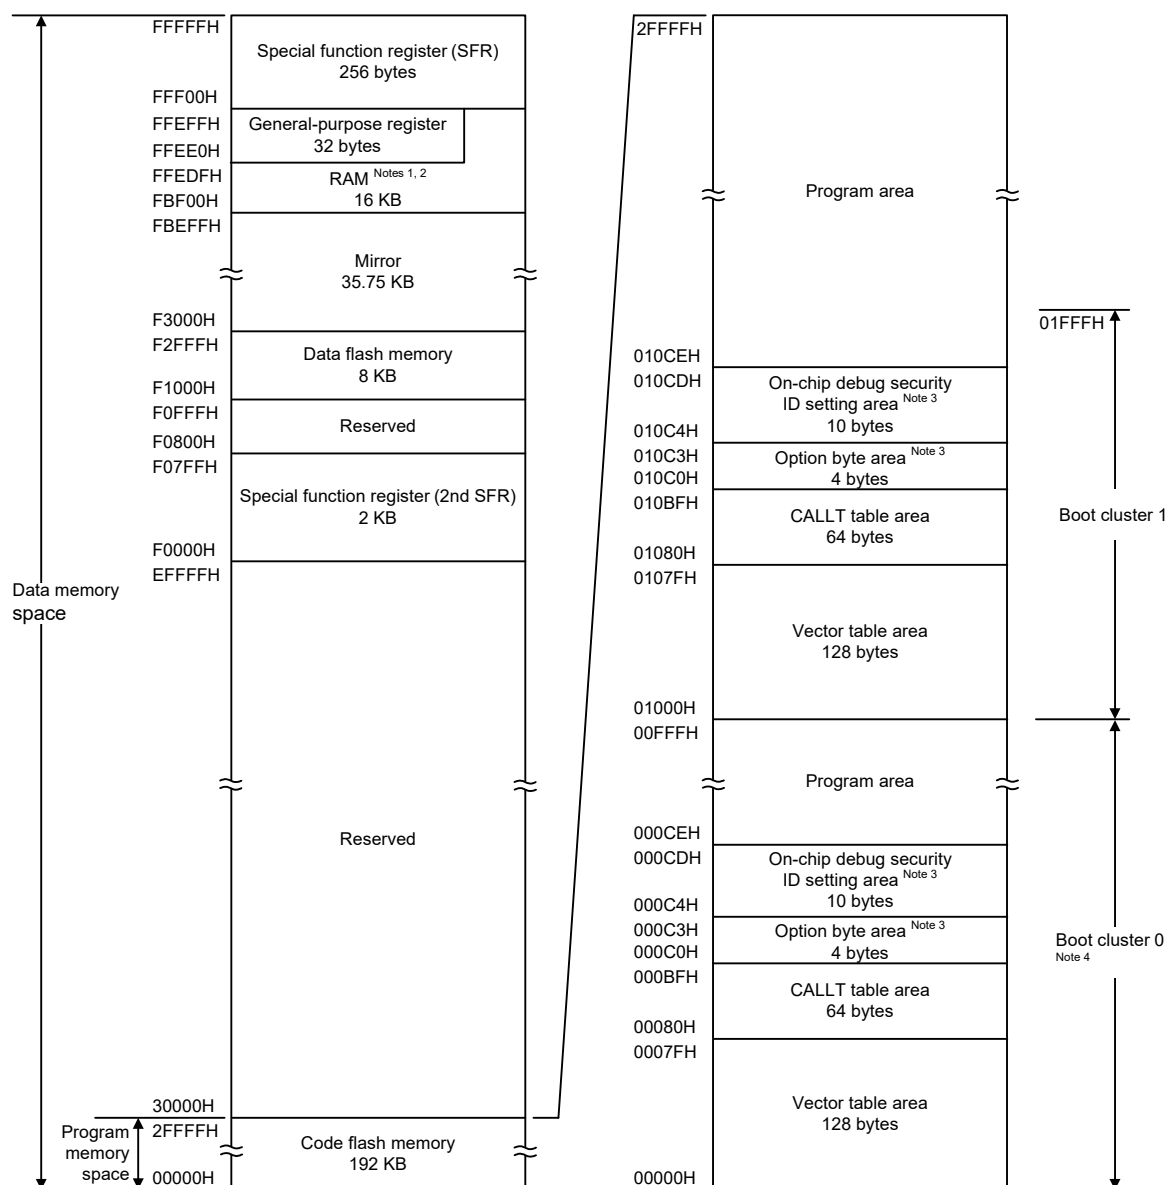 FFFFFH
Special function register (SFR)
256 bytes
FFF00H
FFEFFH
General-purpose register
32 bytes
FFEE0H
FFEDFH
RAM Notes 1, 2
16 KB
FBF00H
FBEFFH
Mirror
35.75 KB
F3000H
F2FFFH
Data flash memory
8 KB
F1000H
F0FFFH
Reserved
F0800H
F07FFH
Special function register (2nd SFR)
2 KB
F0000H
EFFFFH
Data memory
space
Reserved
30000H
2FFFFH
Program
memory
space
Code flash memory
192 KB
00000H
2FFFFH
Program area
01FFFH
010CEH
010CDH
On-chip debug security
ID setting area Note 3
10 bytes
010C4H
010C3H
Option byte area Note 3
4 bytes
010C0H
010BFH
CALLT table area
64 bytes
Boot cluster 1
01080H
0107FH
Vector table area
128 bytes
01000H
00FFFH
Program area
000CEH
000CDH
On-chip debug security
ID setting area Note 3
10 bytes
000C4H
000C3H
Option byte area Note 3
4 bytes
000C0H
Boot cluster 0
Note 4
000BFH
CALLT table area
64 bytes
00080H
0007FH
Vector table area
128 bytes
00000H